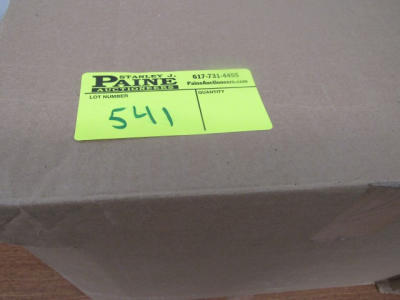 STANLEY J.
PAINE
AUCTIONEERS
617-731-4455
PaineAuctioneers.com
LOT NUMBER
QUANTITY
541